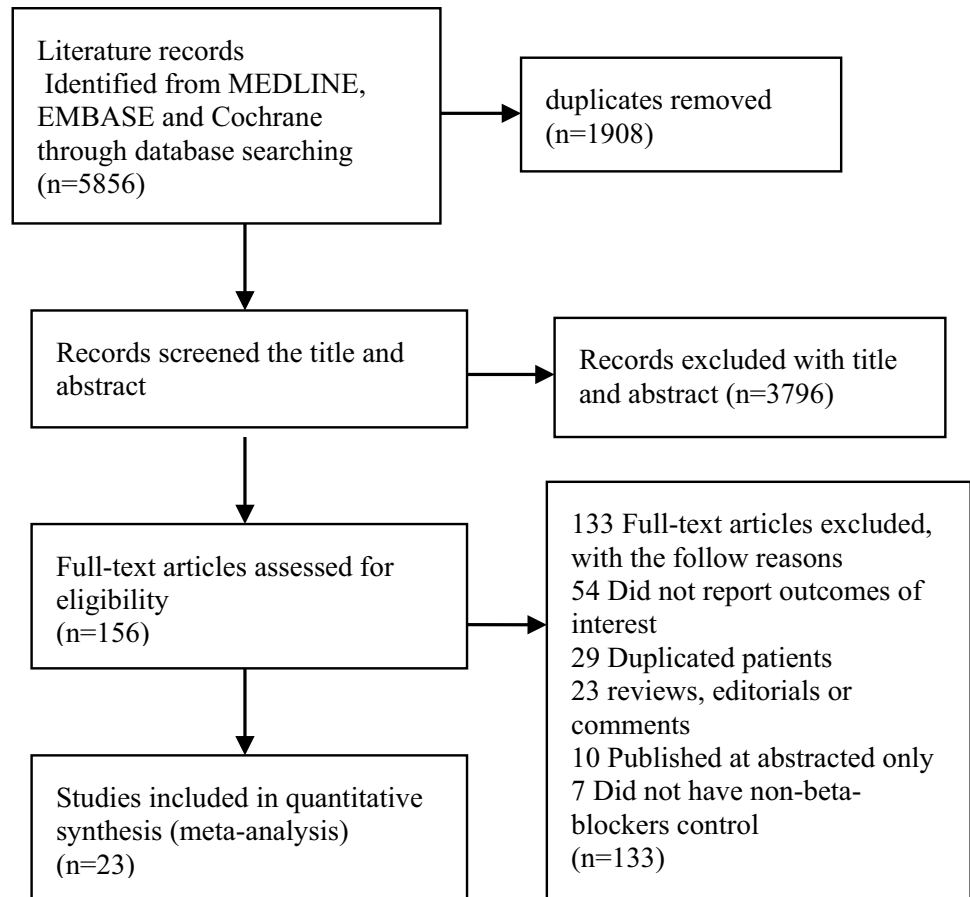 Literature records
Identified from MEDLINE,
EMBASE and Cochrane
through database searching
(n=5856)
duplicates removed
(n=1908)
Records screened the title and
abstract
Records excluded with title
and abstract (n=3796)
Full-text articles assessed for
eligibility
(n=156)
133 Full-text articles excluded,
with the follow reasons
54 Did not report outcomes of
interest
29 Duplicated patients
23 reviews, editorials or
comments
10 Published at abstracted only
7 Did not have non-beta-
blockers control
(n=133)
Studies included in quantitative
synthesis (meta-analysis)
(n=23)